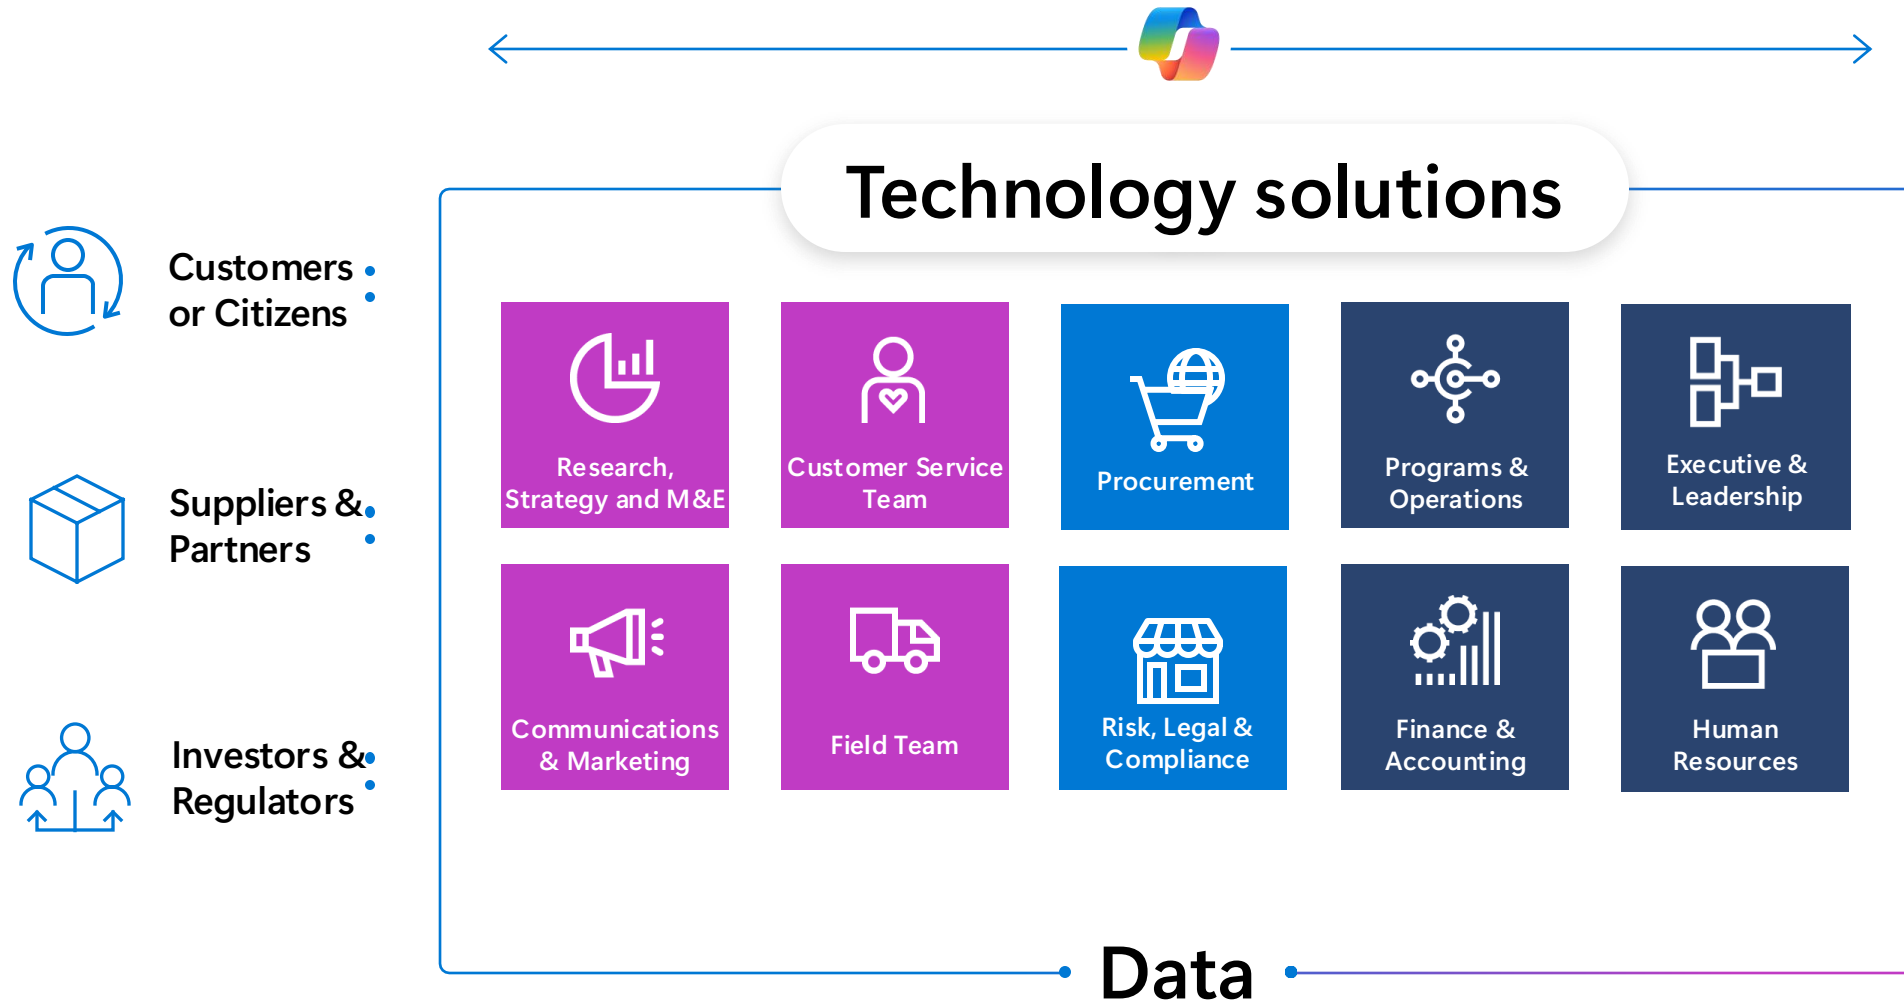 Technology solutions
Customers
or Citizens
Suppliers &
Partners
Investors &
Regulators
Research,
Strategy and M&E
Customer Service
Team
Procurement
Programs &
Operations
Executive &
Leadership
Communications
& Marketing
Field Team
Risk, Legal &
Compliance
Finance &
Accounting
Human
Resources
Data